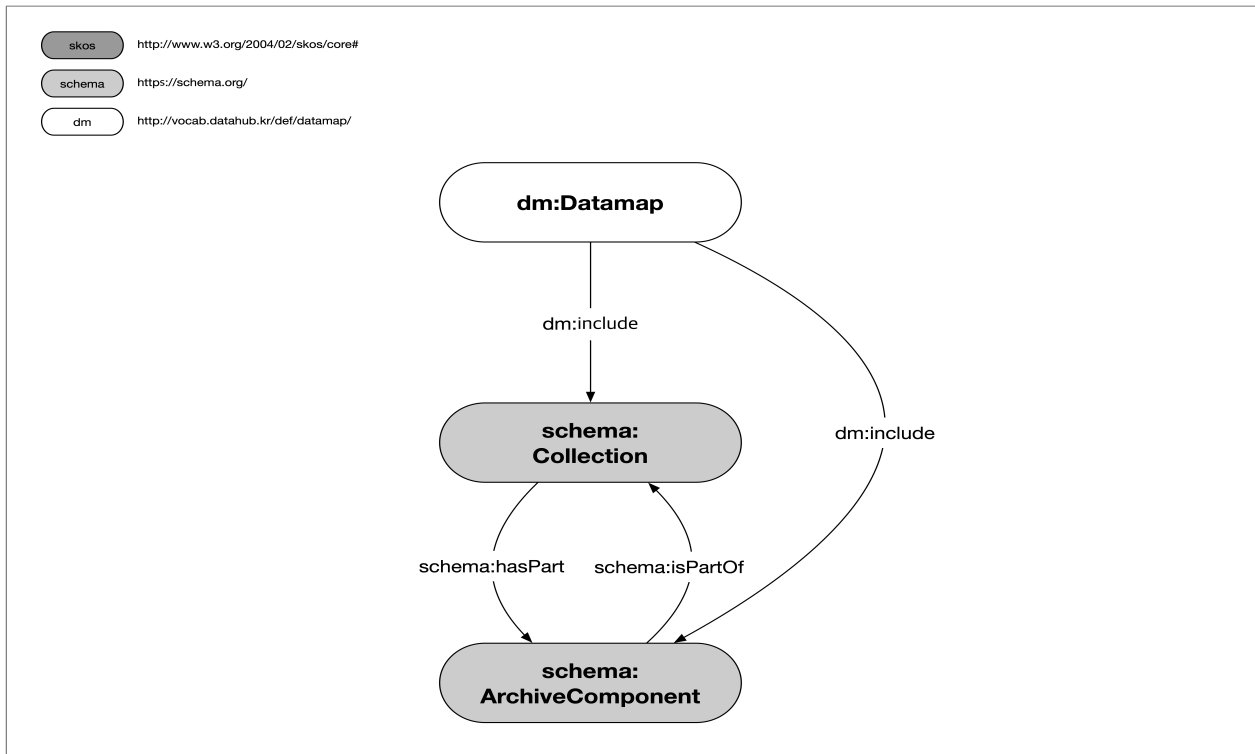 skos http://www.w3.org/2004/02/skos/core#
schema https://schema.org/
dm http://vocab.datahub.kr/def/datamap/
dm:Datamap
dm:include
schema:
Collection
dm:include
schema:hasPart schema:isPartOf
schema:
ArchiveComponent